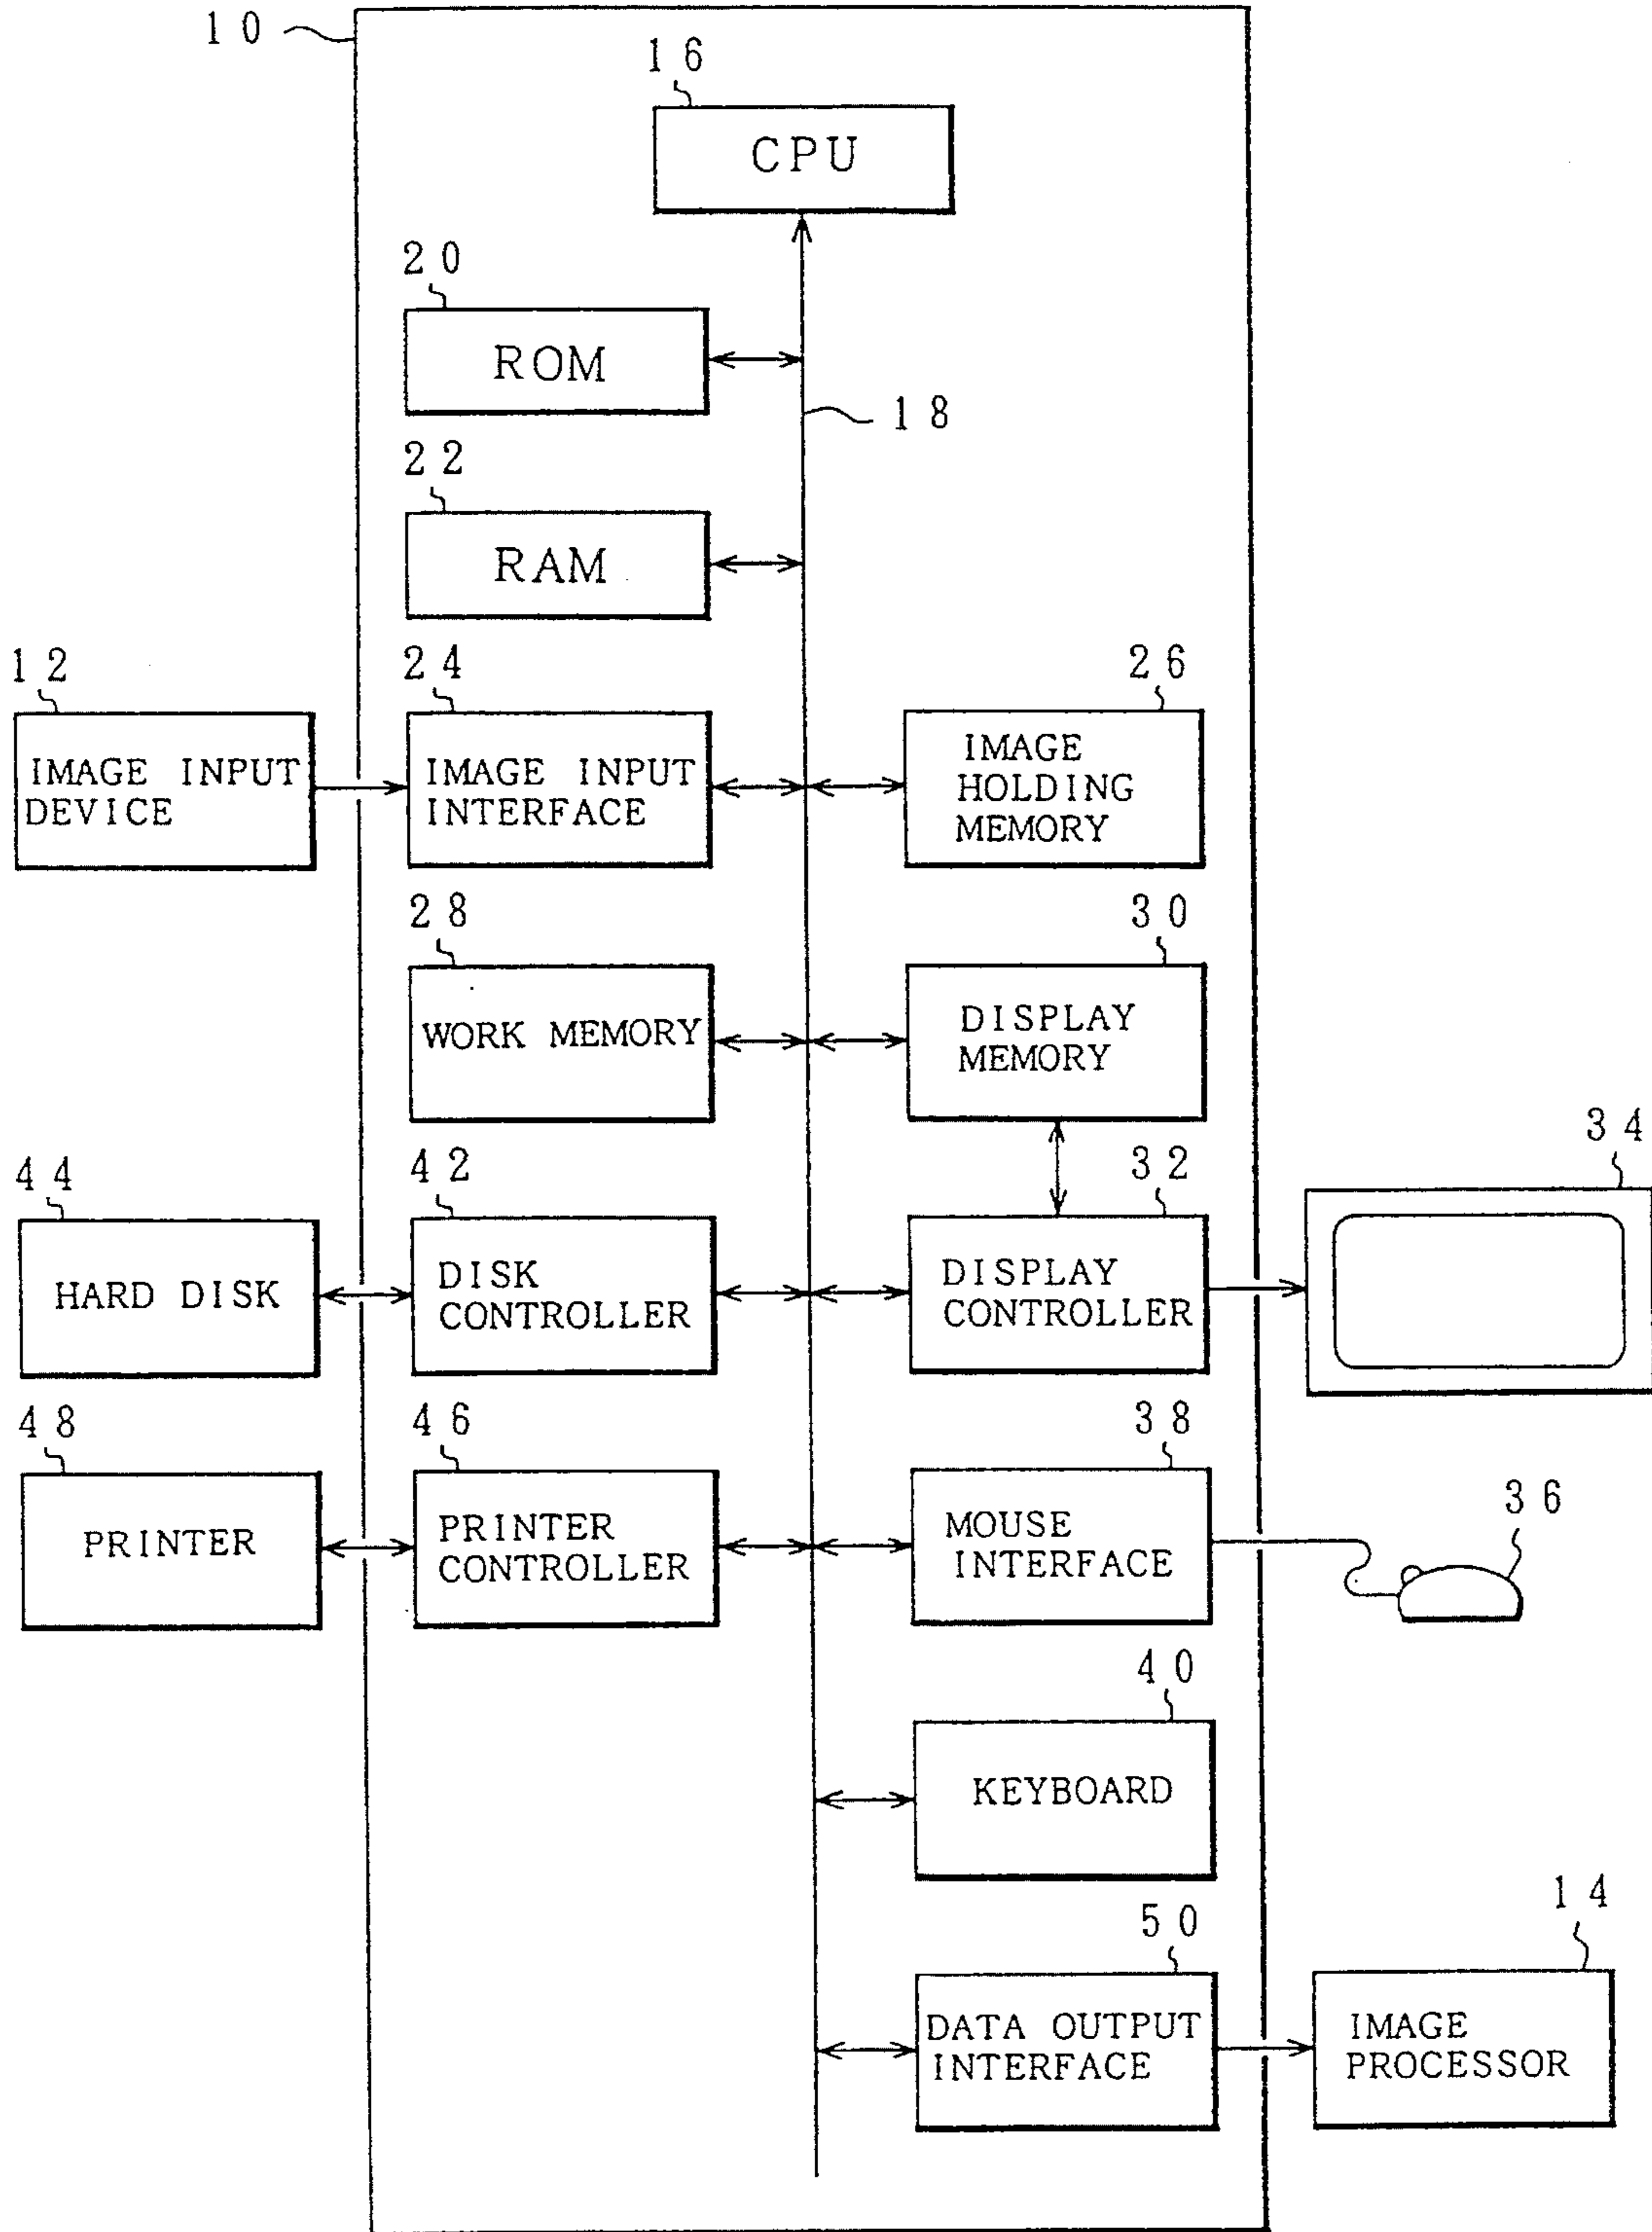 10
16
CPU
20
ROM
18
22
RAM
12
IMAGE INPUT
DEVICE
24
IMAGE INPUT
INTERFACE
26
IMAGE
HOLDING
MEMORY
28
WORK MEMORY
30
DISPLAY
MEMORY
44
HARD DISK
42
DISK
CONTROLLER
32
DISPLAY
CONTROLLER
34
48
PRINTER
46
PRINTER
CONTROLLER
38
MOUSE
INTERFACE
36
40
KEYBOARD
50
DATA OUTPUT
INTERFACE
14
IMAGE
PROCESSOR